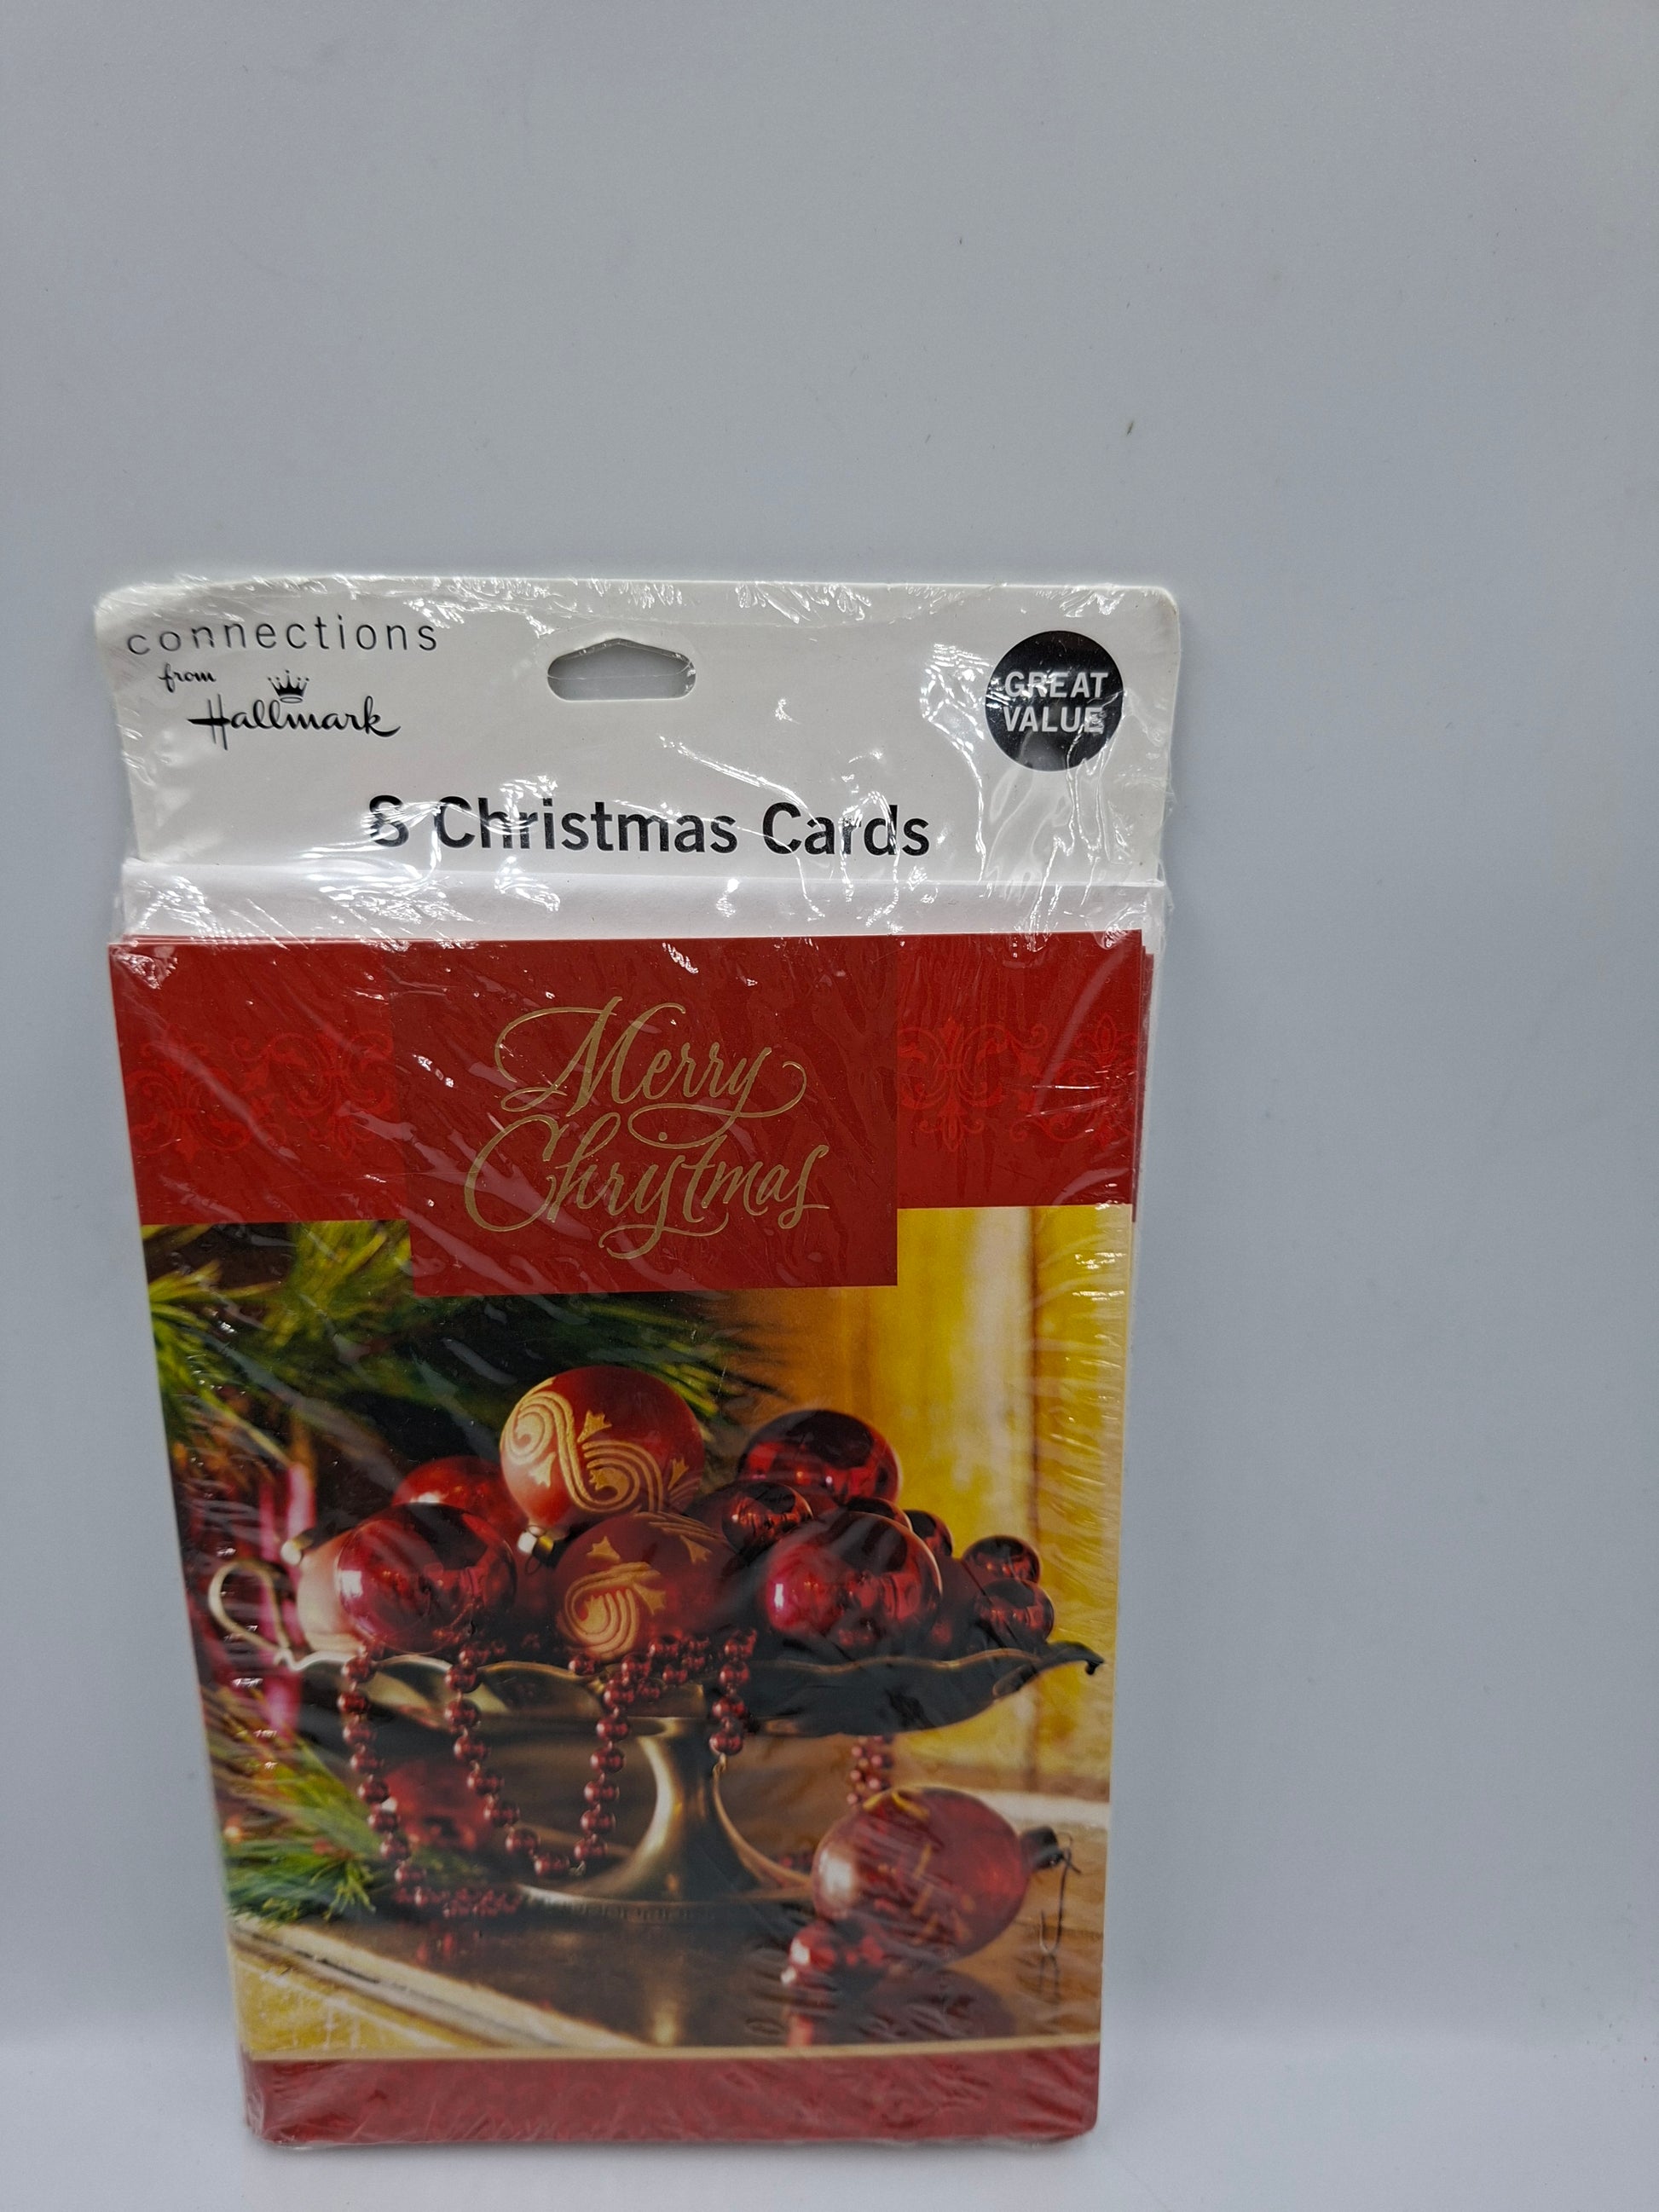 connections
from
Hallmark
GREAT
VALUE
8 Christmas Cards
Merry
Christmas